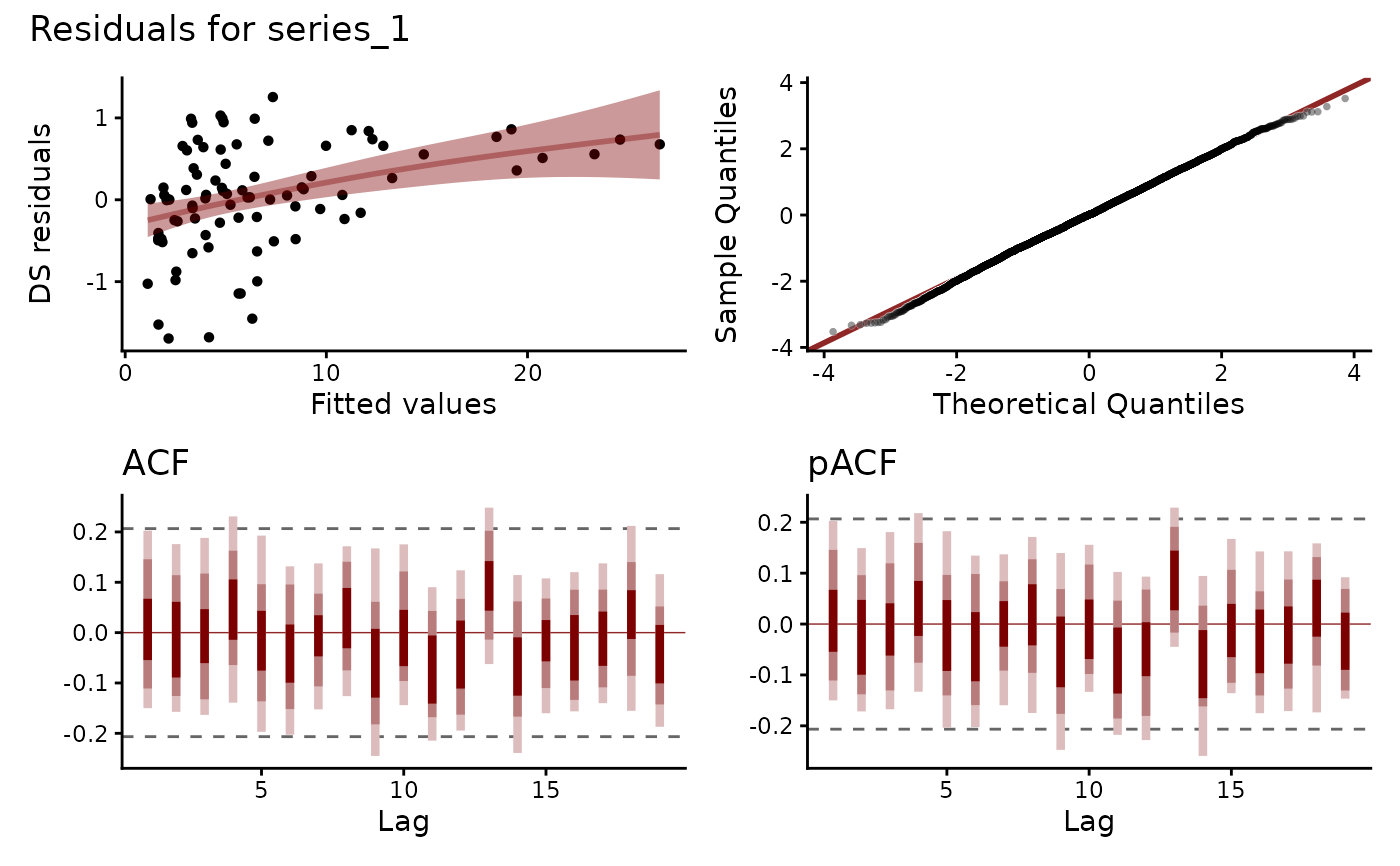 Residuals for series_1
DS residuals
1
0
-1
0 10 20
Fitted values
Sample Quantiles
4
2
0
-2
-4
-4 -2 0 2 4
Theoretical Quantiles
ACF
0.2
0.1
0.0
-0.1
-0.2
5 10 15
Lag
pACF
0.2
0.1
0.0
-0.1
-0.2
5 10 15
Lag